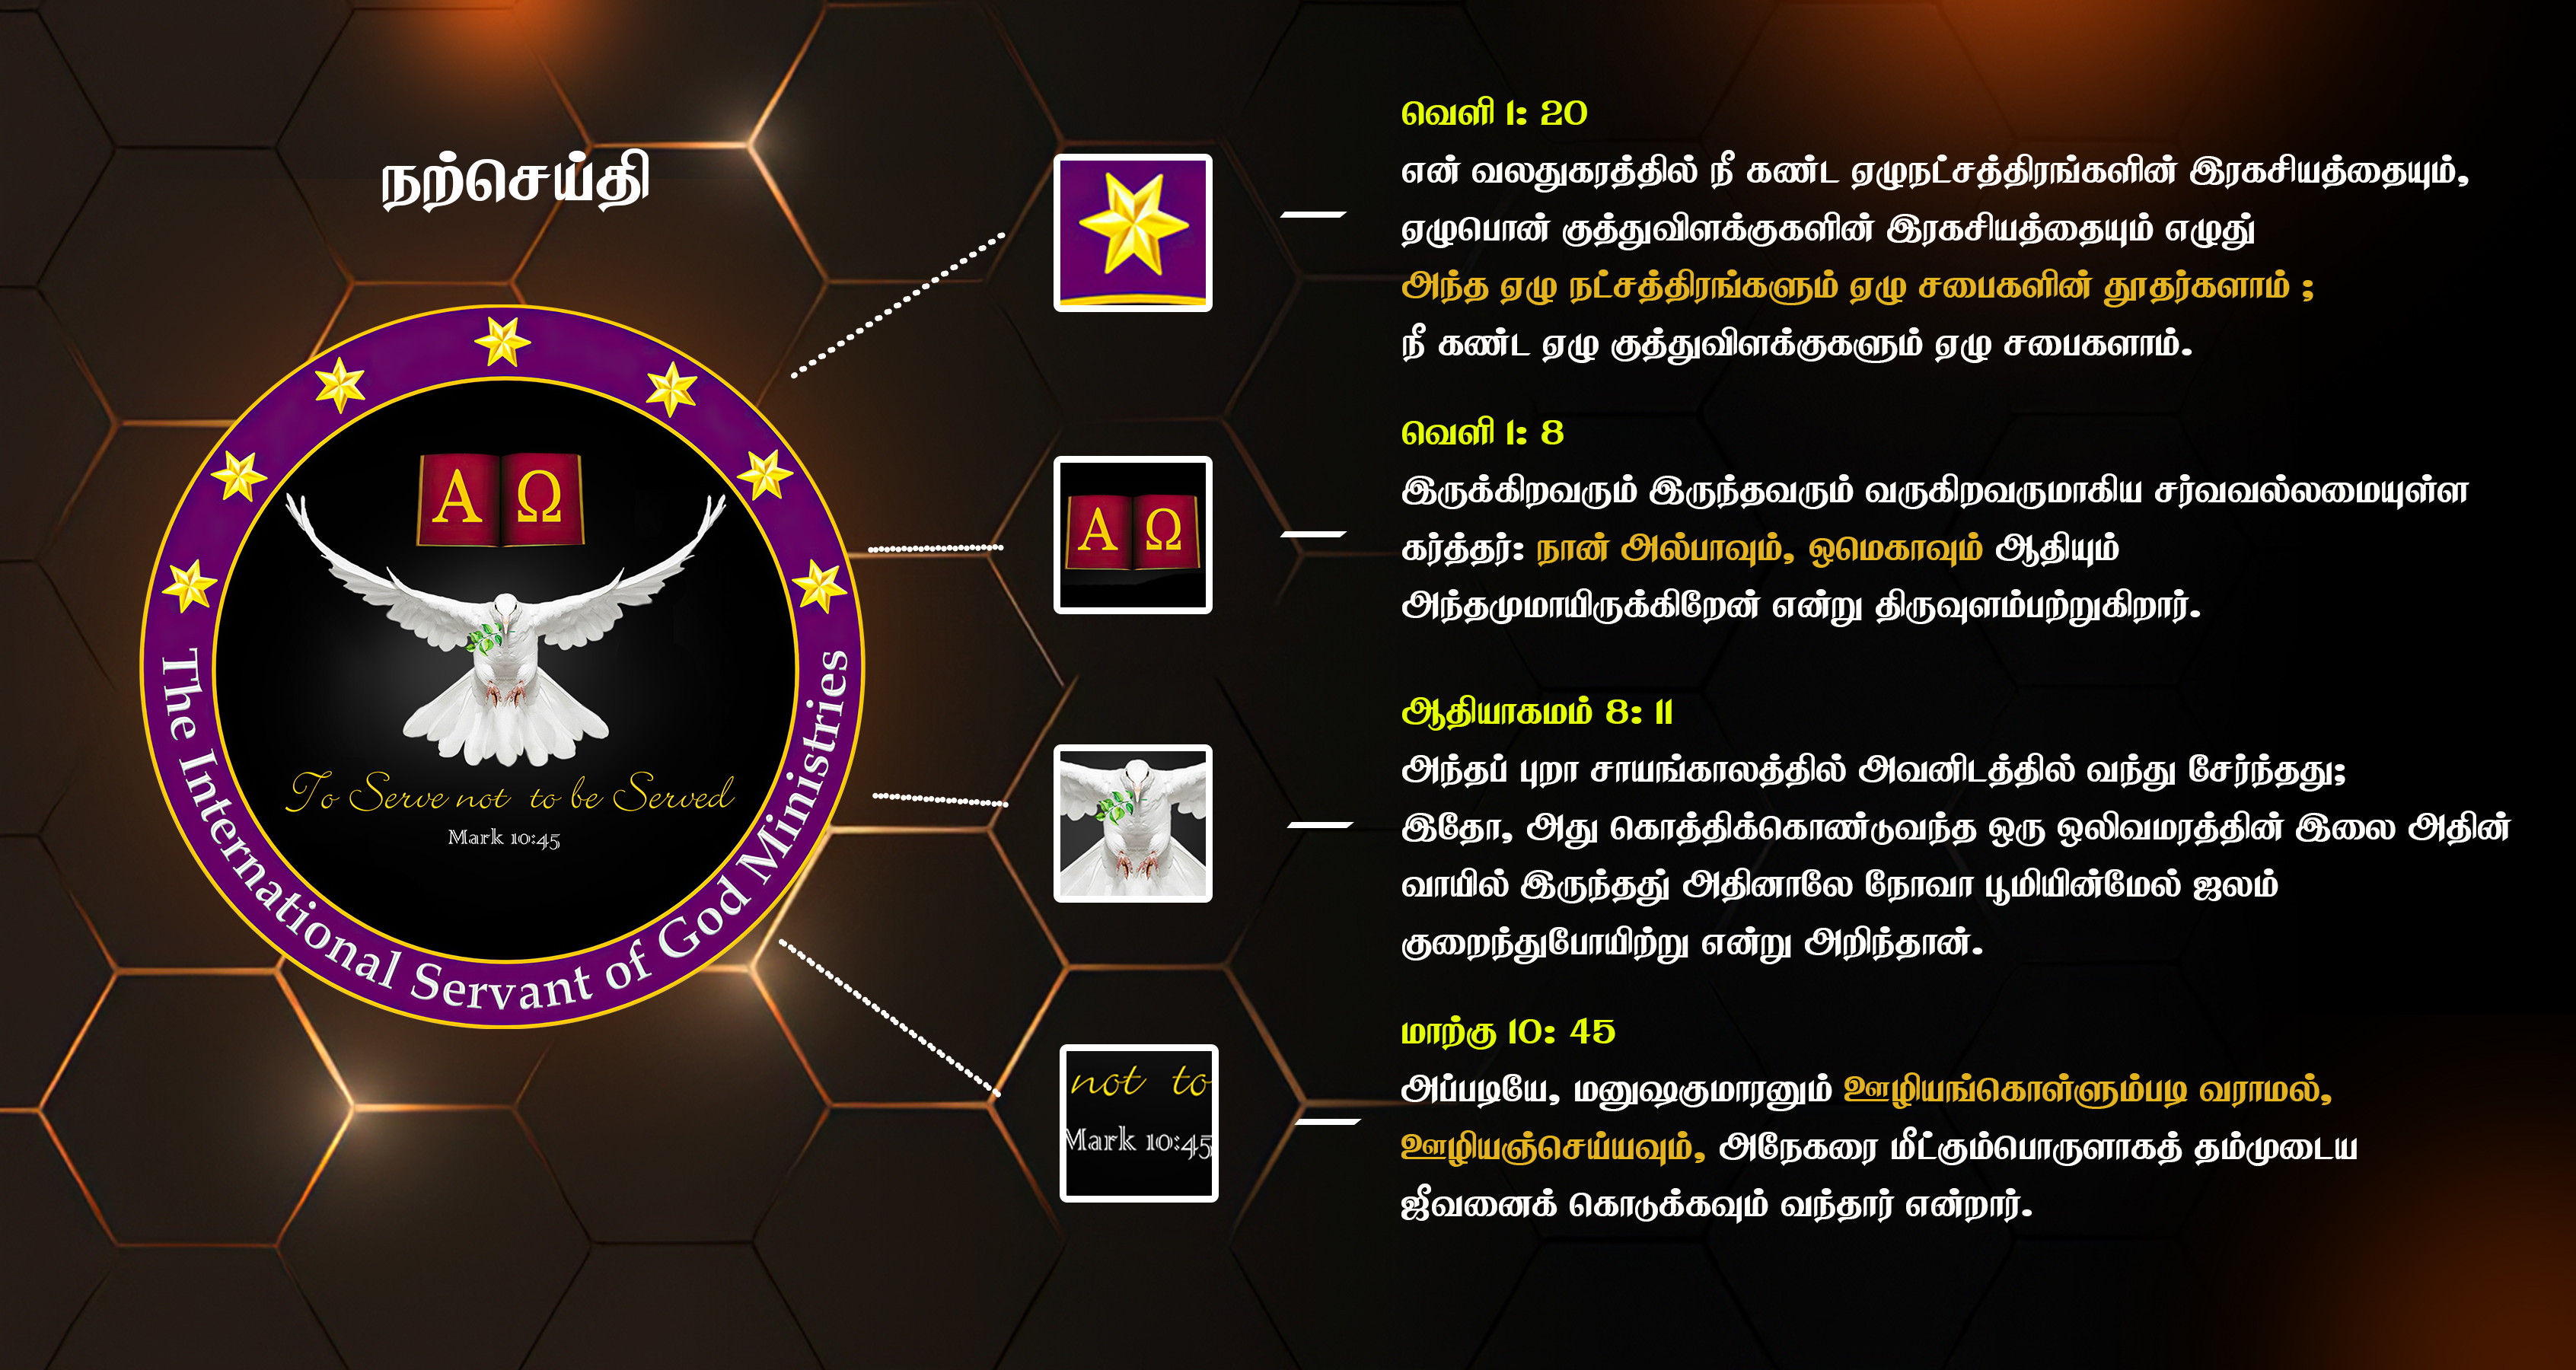 நற்செய்தி
Α Ω
To Serve not to be Served
Mark 10:45
The International Servant of God Ministries
Α Ω
not to
Mark 10:45
வெளி 1: 20
என் வலதுகரத்தில் நீ கண்ட ஏழுநட்சத்திரங்களின் இரகசியத்தையும்,
ஏழுபொன் குத்துவிளக்குகளின் இரகசியத்தையும் எழுது
அந்த ஏழு நட்சத்திரங்களும் ஏழு சபைகளின் தூதர்களாம் ;
நீ கண்ட ஏழு குத்துவிளக்குகளும் ஏழு சபைகளாம்.
வெளி 1: 8
இருக்கிறவரும் இருந்தவரும் வருகிறவருமாகிய சர்வவல்லமையுள்ள
கர்த்தர்: நான் அல்பாவும், ஒமெகாவும் ஆதியும்
அந்தமுமாயிருக்கிறேன் என்று திருவுளம்பற்றுகிறார்.
ஆதியாகமம் 8: 11
அந்தப் புறா சாயங்காலத்தில் அவனிடத்தில் வந்து சேர்ந்தது;
இதோ, அது கொத்திக்கொண்டுவந்த ஒரு ஒலிவமரத்தின் இலை அதின்
வாயில் இருந்தது் அதினாலே நோவா பூமியின்மேல் ஜலம்
குறைந்துபோயிற்று என்று அறிந்தான்.
மாற்கு 10: 45
அப்படியே, மனுஷகுமாரனும் ஊழியங்கொள்ளும்படி வராமல்,
ஊழியஞ்செய்யவும், அநேகரை மீட்கும்பொருளாகத் தம்முடைய
ஜீவனைக் கொடுக்கவும் வந்தார் என்றார்.